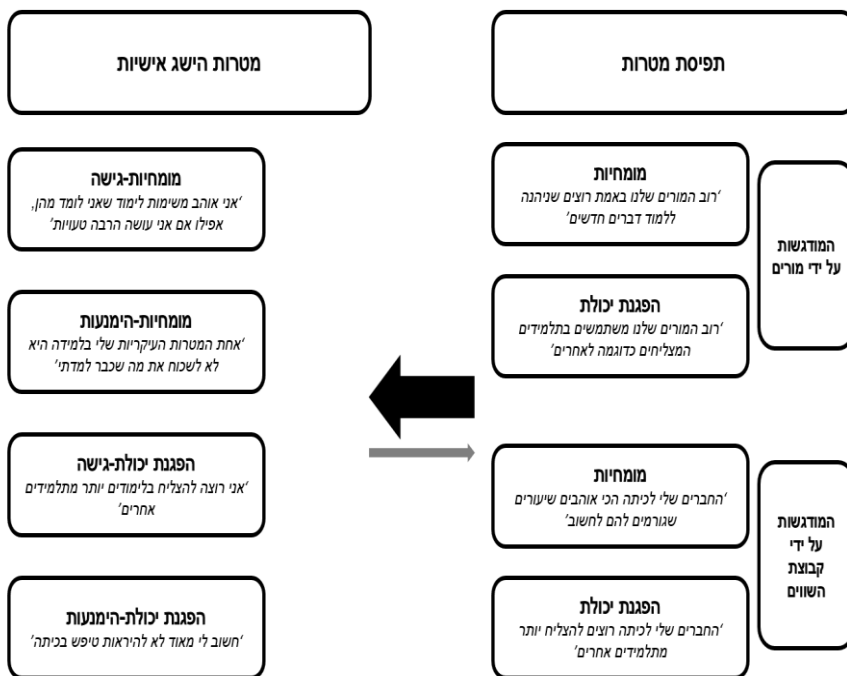 תפיסת מטרות
מטרות הישג אישיות
המודגשות
על ידי מורים
מומחיות
'רוב המורים שלנו באמת רוצים שניהנה
ללמוד דברים חדשים'
הפגנת יכולת
'רוב המורים שלנו משתמשים בתלמידים
המצליחים כדוגמה לאחרים'
המודגשות
על ידי
קבוצת
השווים
מומחיות
'החברים שלי לכיתה הכי אוהבים שיעורים
שגורמים להם לחשוב'
הפגנת יכולת
'החברים שלי לכיתה רוצים להצליח יותר
מתלמידים אחרים'
מומחיות-גישה
'אני אוהב משימות לימוד שאני לומד מהן,
אפילו אם אני עושה הרבה טעויות'
מומחיות-הימנעות
'אחת המטרות העיקריות שלי בלמידה היא
לא לשכוח את מה שכבר למדתי'
הפגנת יכולת-גישה
'אני רוצה להצליח בלימודים יותר מתלמידים
אחרים'
הפגנת יכולת-הימנעות
'חשוב לי מאוד לא להיראות טיפש בכיתה'